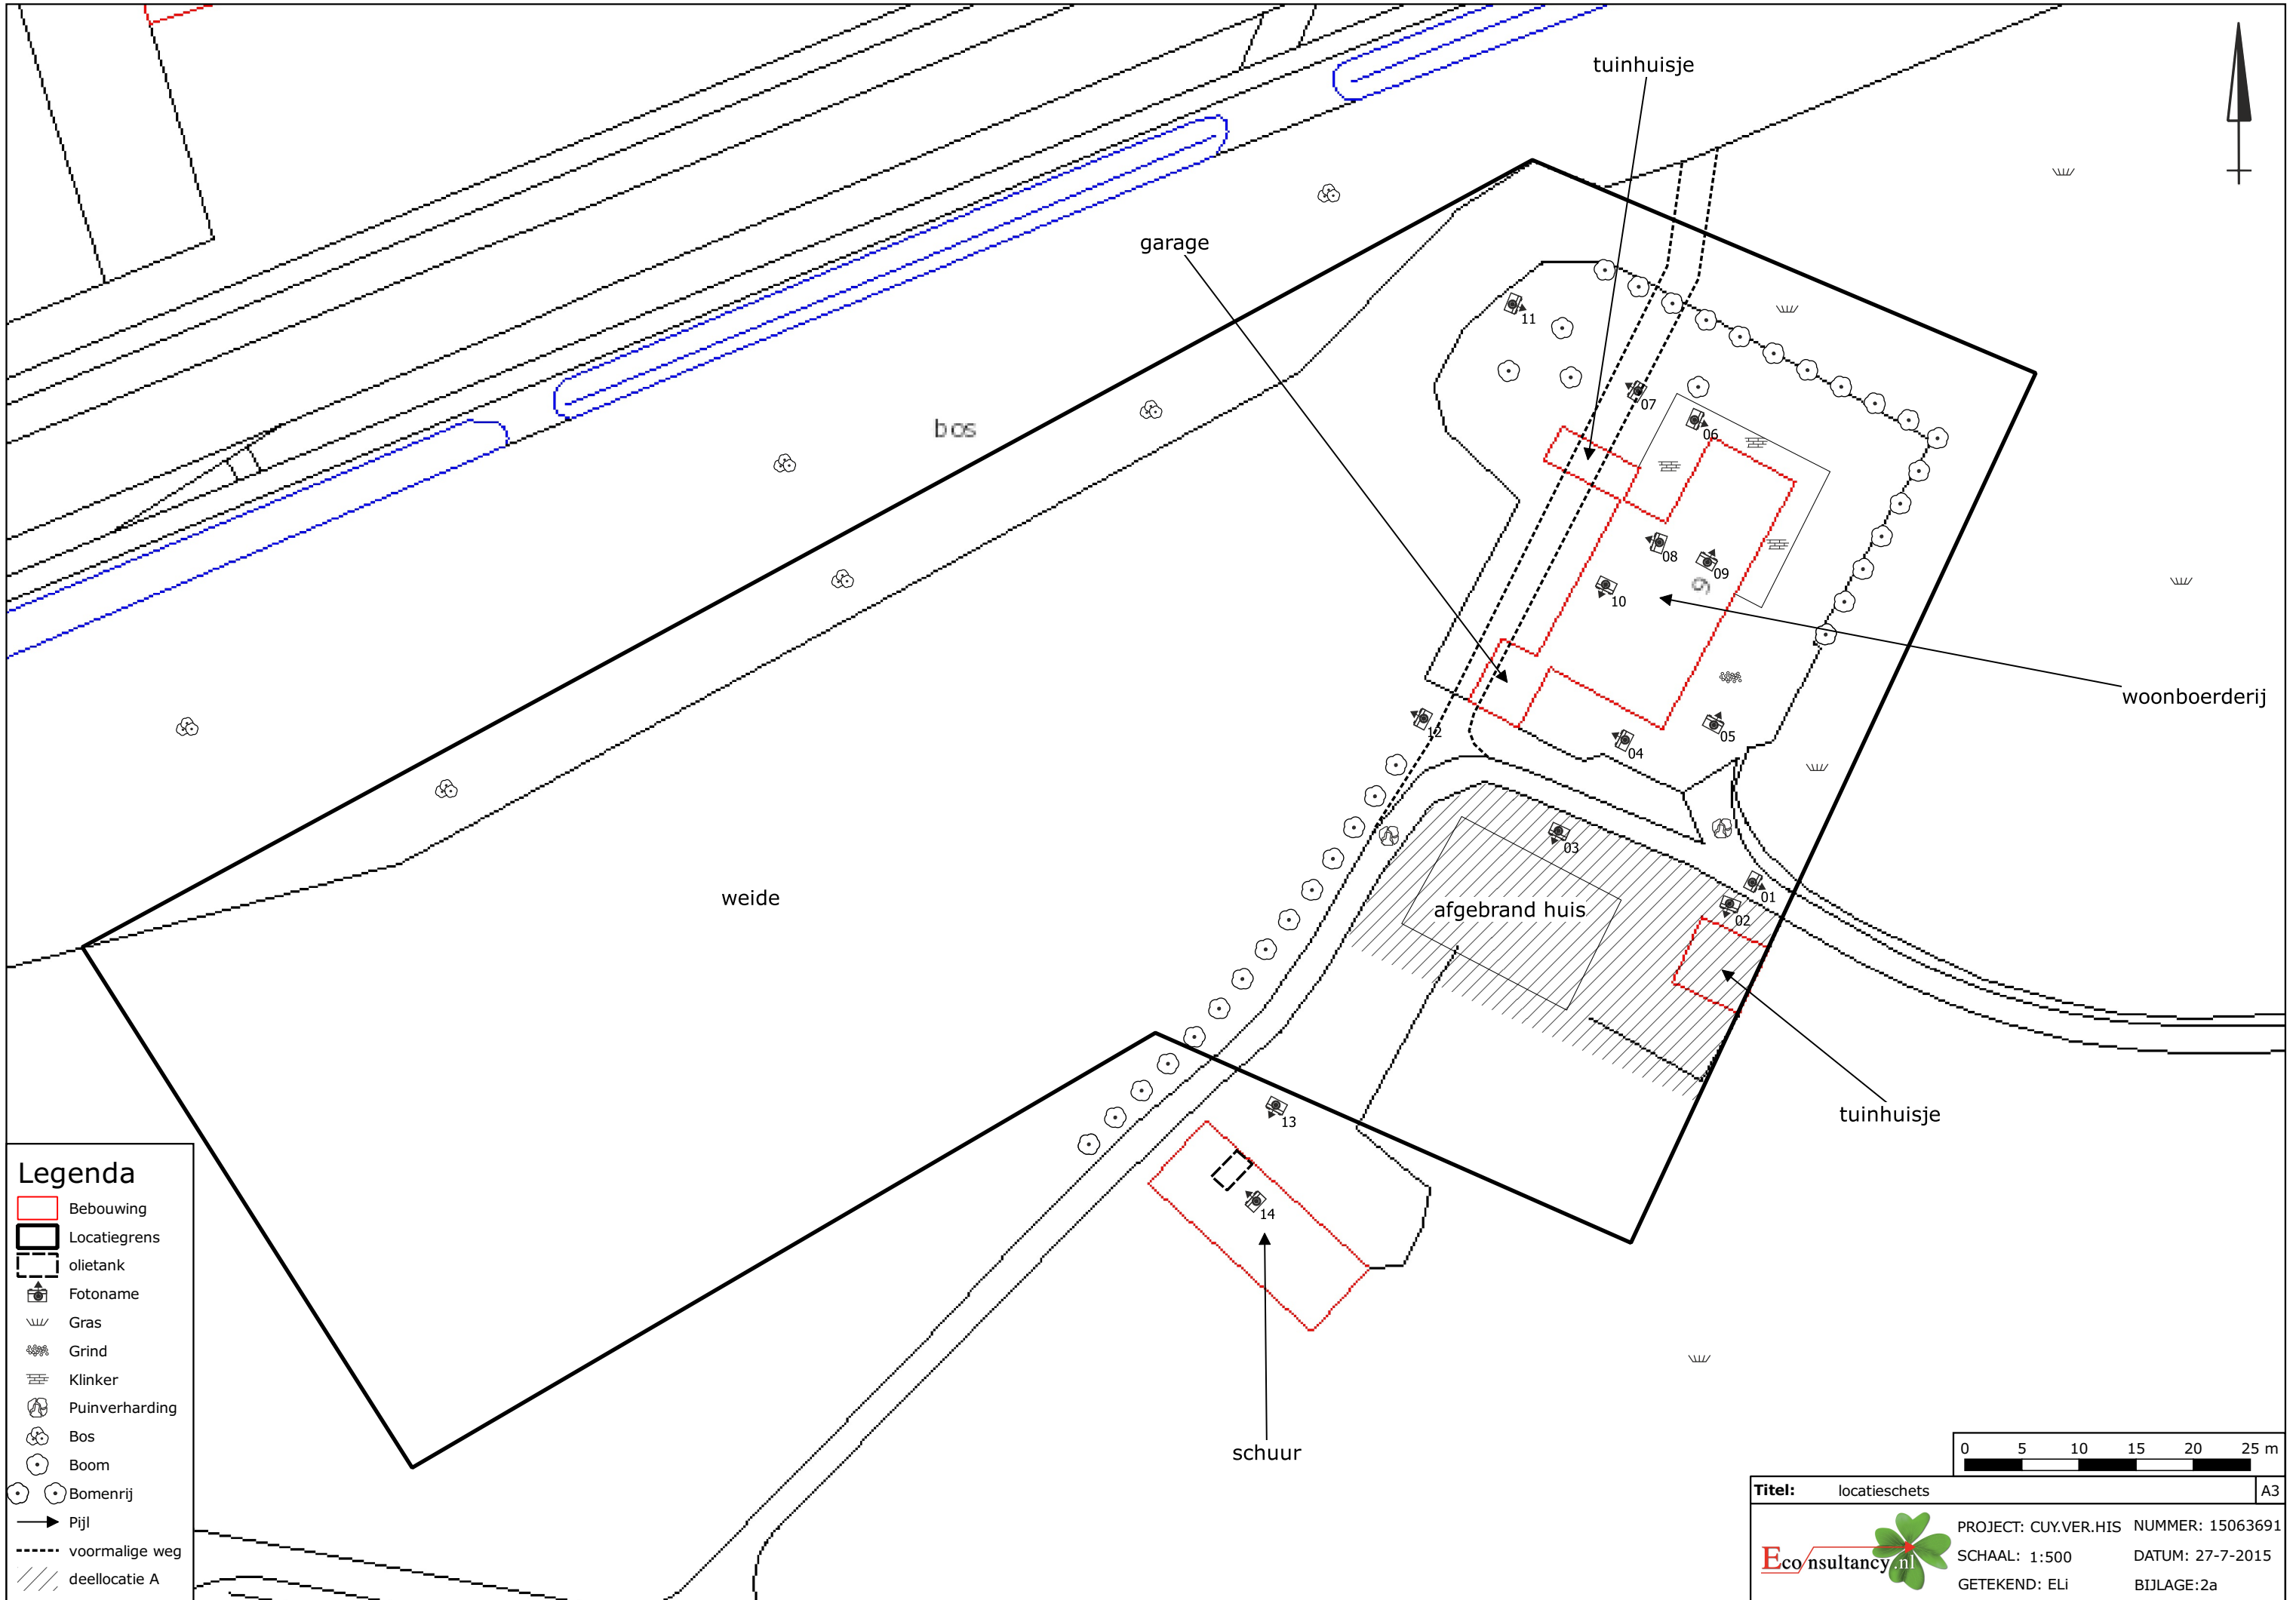 tuinhuisje
garage
11
07
06
bos
08
09
10
9
woonboerderij
12
05
04
03
01
02
weide
afgebrand huis
13
tuinhuisje
14
schuur
Legenda
Bebouwing
Locatiegrens
olietank
Fotoname
Gras
Grind
Klinker
Puinverharding
Bos
Boom
Bomenrij
Pijl
voormalige weg
deellocatie A
0 5 10 15 20 25 m
Titel: locatieschets A3
Econsultancy.nl
PROJECT: CUY.VER.HIS NUMMER: 15063691
SCHAAL: 1:500 DATUM: 27-7-2015
GETEKEND: ELi BIJLAGE:2a